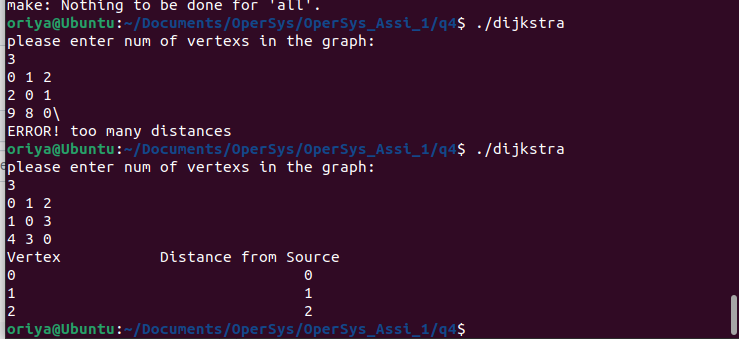 make: Nothing to be done for 'all'.
oriya@Ubuntu:~/Documents/OperSys/OperSys_Assi_1/q4$ ./dijkstra
please enter num of vertexs in the graph:
3
0 1 2
2 0 1
9 8 0\
ERROR! too many distances
oriya@Ubuntu:~/Documents/OperSys/OperSys_Assi_1/q4$ ./dijkstra
please enter num of vertexs in the graph:
3
0 1 2
1 0 3
4 3 0
Vertex            Distance from Source
0                                   0
1                                   1
2                                   2
oriya@Ubuntu:~/Documents/OperSys/OperSys_Assi_1/q4$